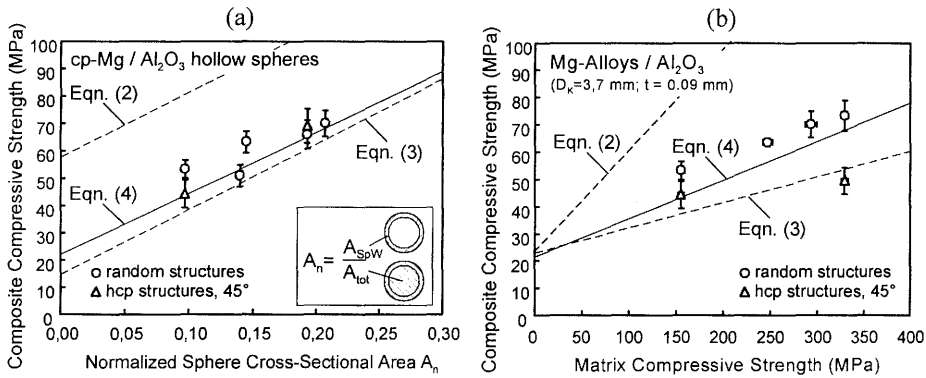 (a)
Composite Compressive Strength (MPa)
100
90
80
70
60
50
40
30
20
10
0
cp-Mg / Al2O3 hollow spheres
Eqn. (2)
Eqn. (3)
Eqn. (4)
An = ASpW
Atot
random structures
hcp structures, 45°
0,00 0,05 0,10 0,15 0,20 0,25 0,30
Normalized Sphere Cross-Sectional Area An
(b)
Composite Compressive Strength (MPa)
100
90
80
70
60
50
40
30
20
10
0
Mg-Alloys / Al2O3
(DK=3,7 mm; t = 0.09 mm)
Eqn. (2)
Eqn. (4)
Eqn. (3)
random structures
hcp structures, 45°
0 50 100 150 200 250 300 350 400
Matrix Compressive Strength (MPa)